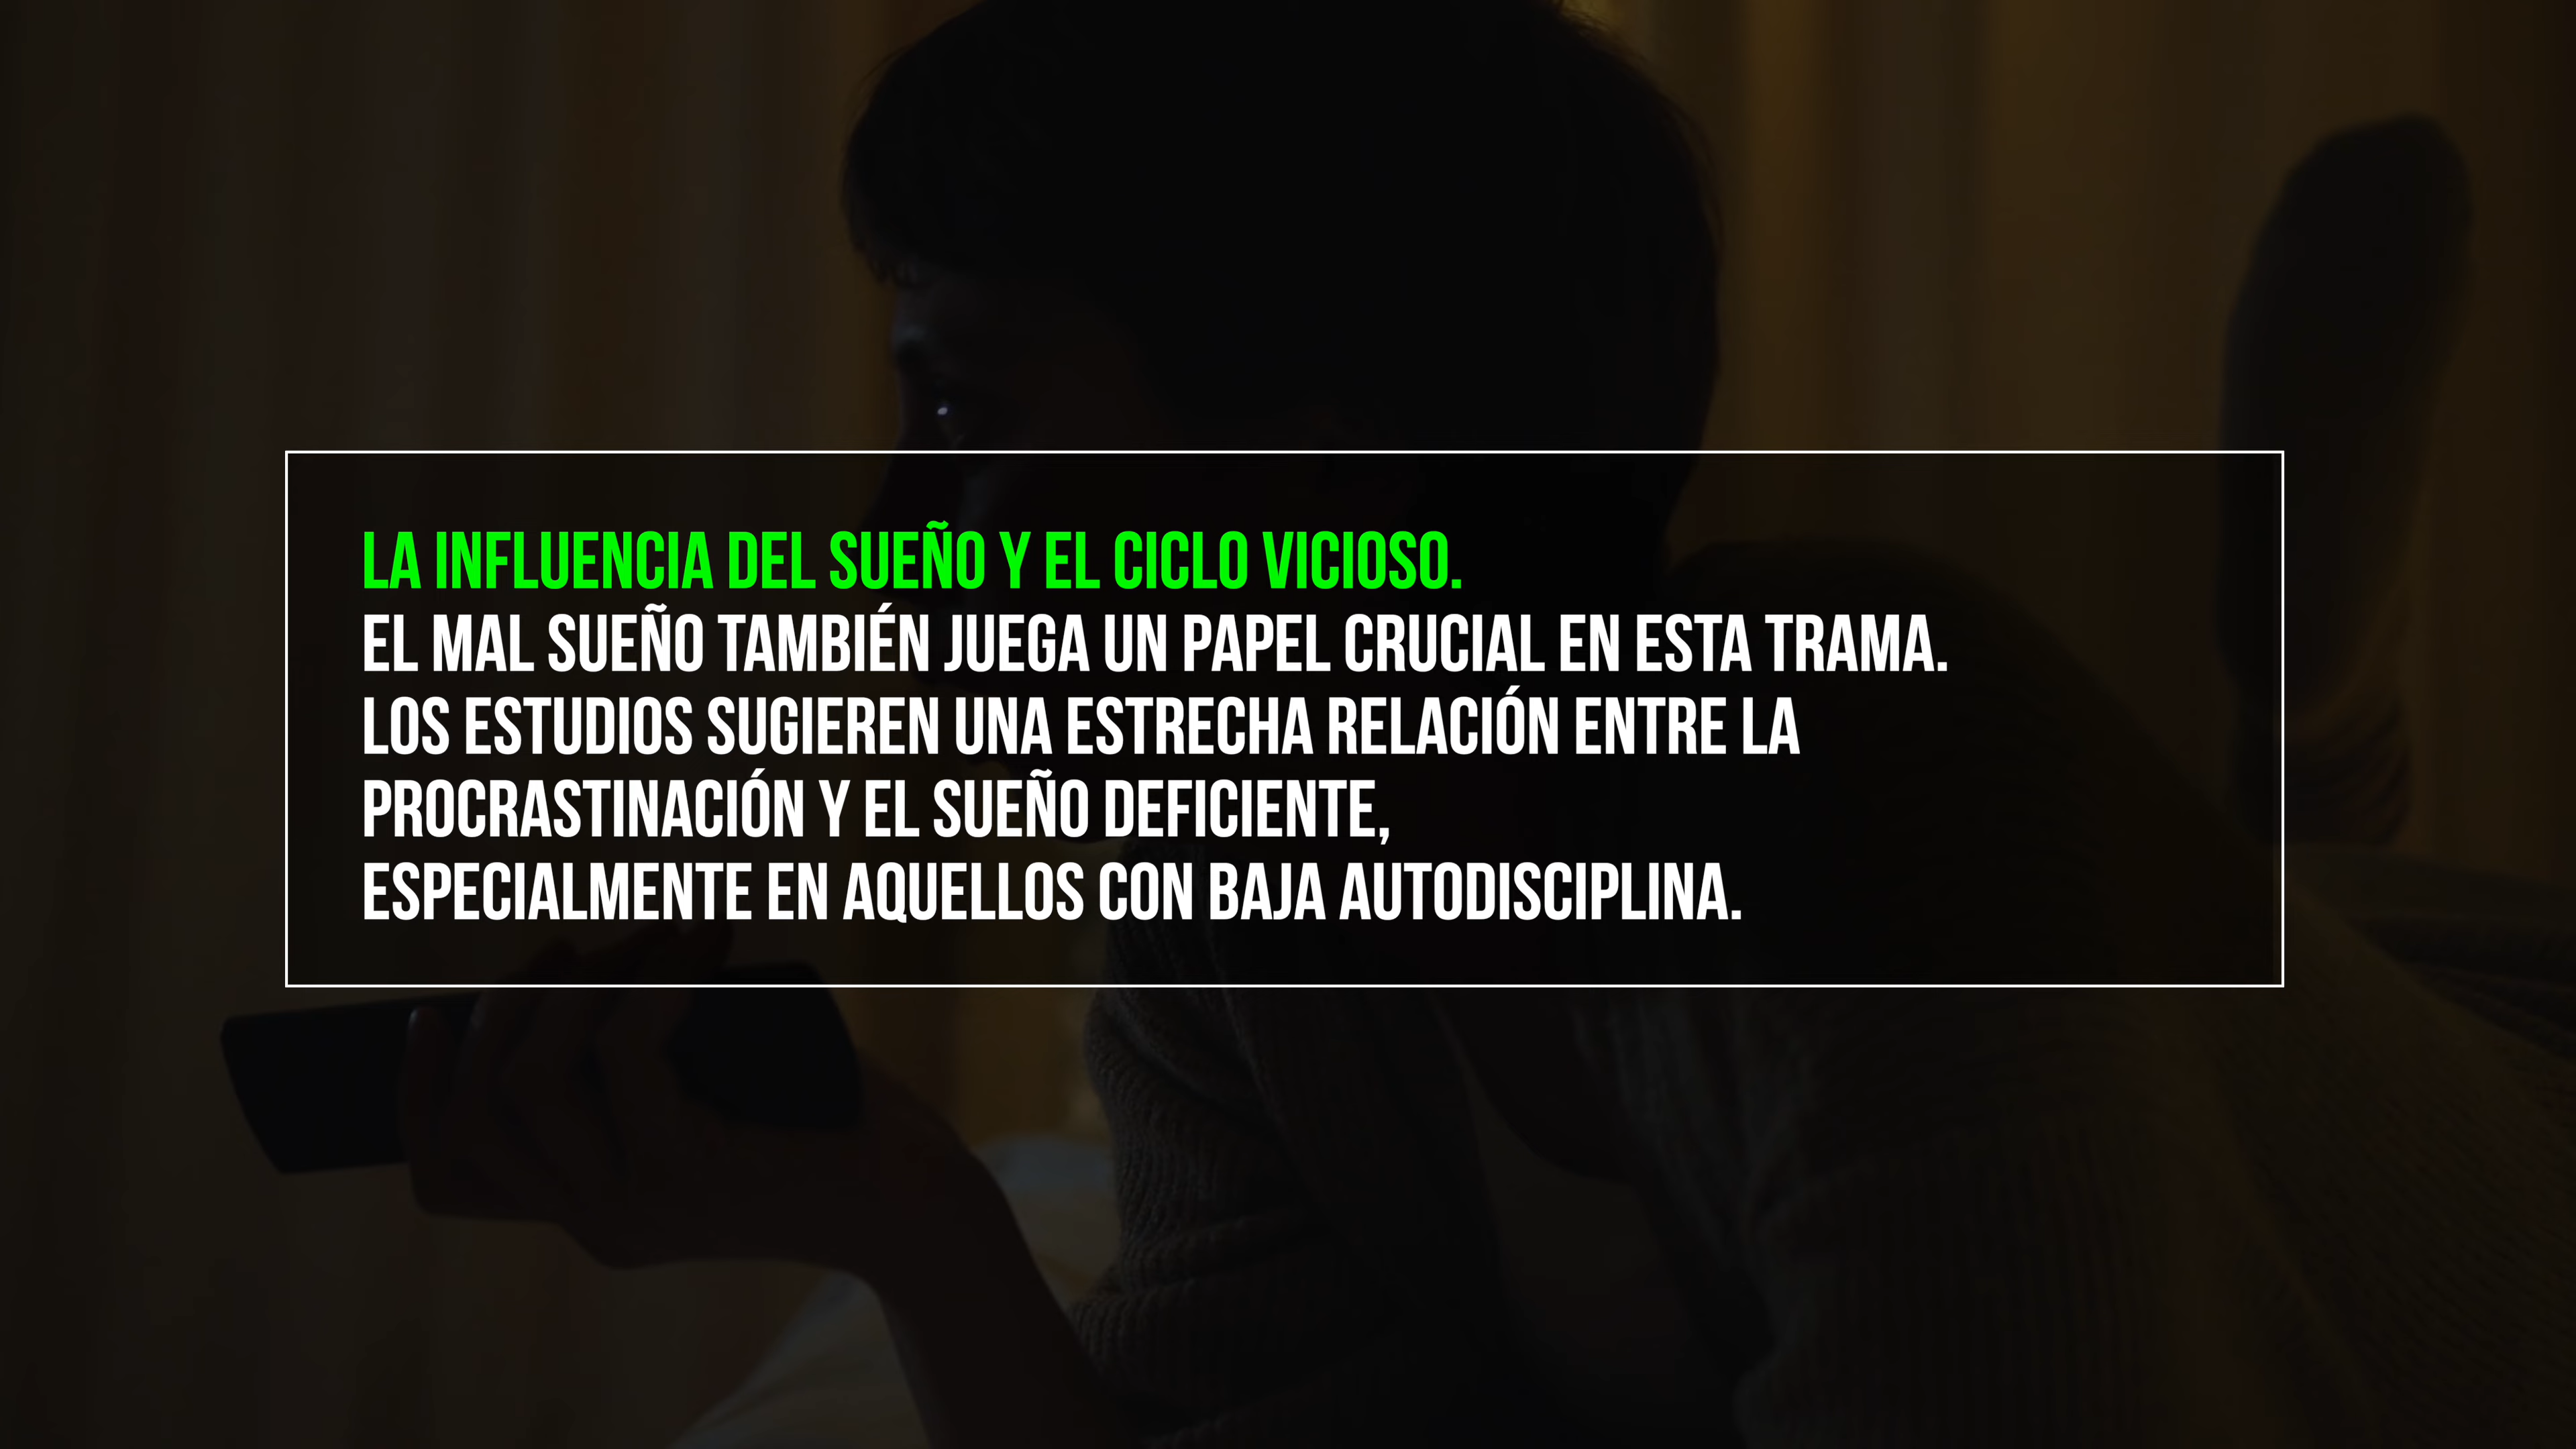 LA INFLUENCIA DEL SUEÑO Y EL CICLO VICIOSO.
EL MAL SUEÑO TAMBIÉN JUEGA UN PAPEL CRUCIAL EN ESTA TRAMA.
LOS ESTUDIOS SUGIEREN UNA ESTRECHA RELACIÓN ENTRE LA
PROCRASTINACIÓN Y EL SUEÑO DEFICIENTE,
ESPECIALMENTE EN AQUELLOS CON BAJA AUTODISCIPLINA.